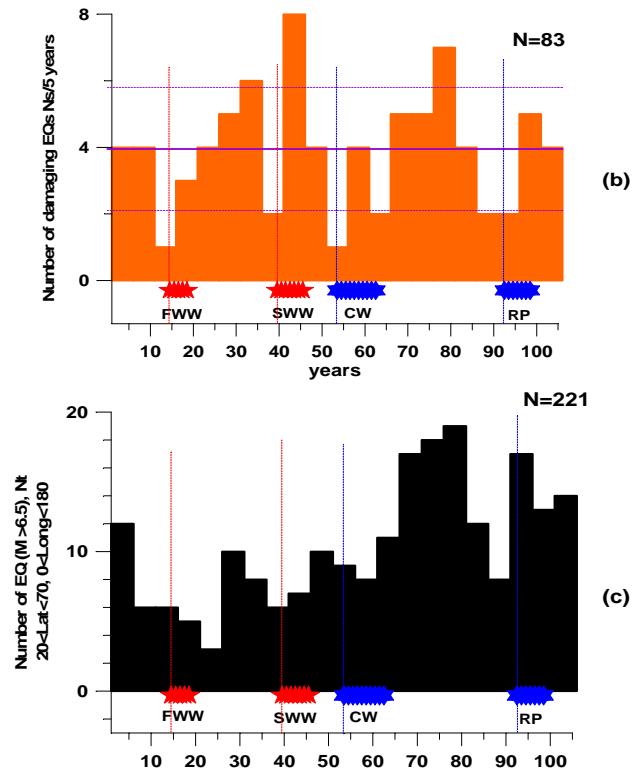 8
N=83
Number of damaging EQs Ns/5 years
4
(b)
0
FWW
SWW
CW
RP
10 20 30 40 50 60 70 80 90 100
years
20
N=221
Number of EQ (M >6.5), Nt
20<Lat<70, 0<Long<180
10
(c)
0
FWW
SWW
CW
RP
10 20 30 40 50 60 70 80 90 100